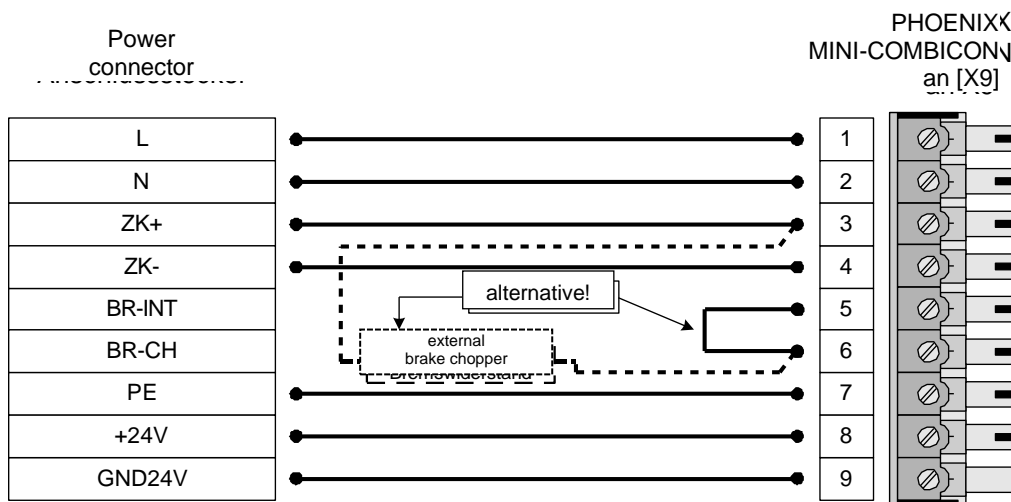 Power
connector
PHOENIX
MINI-COMBICON
an [X9]
L 1
N 2
ZK+ 3
ZK- 4
BR-INT 5
BR-CH 6
PE 7
+24V 8
GND24V 9
alternative!
external
brake chopper